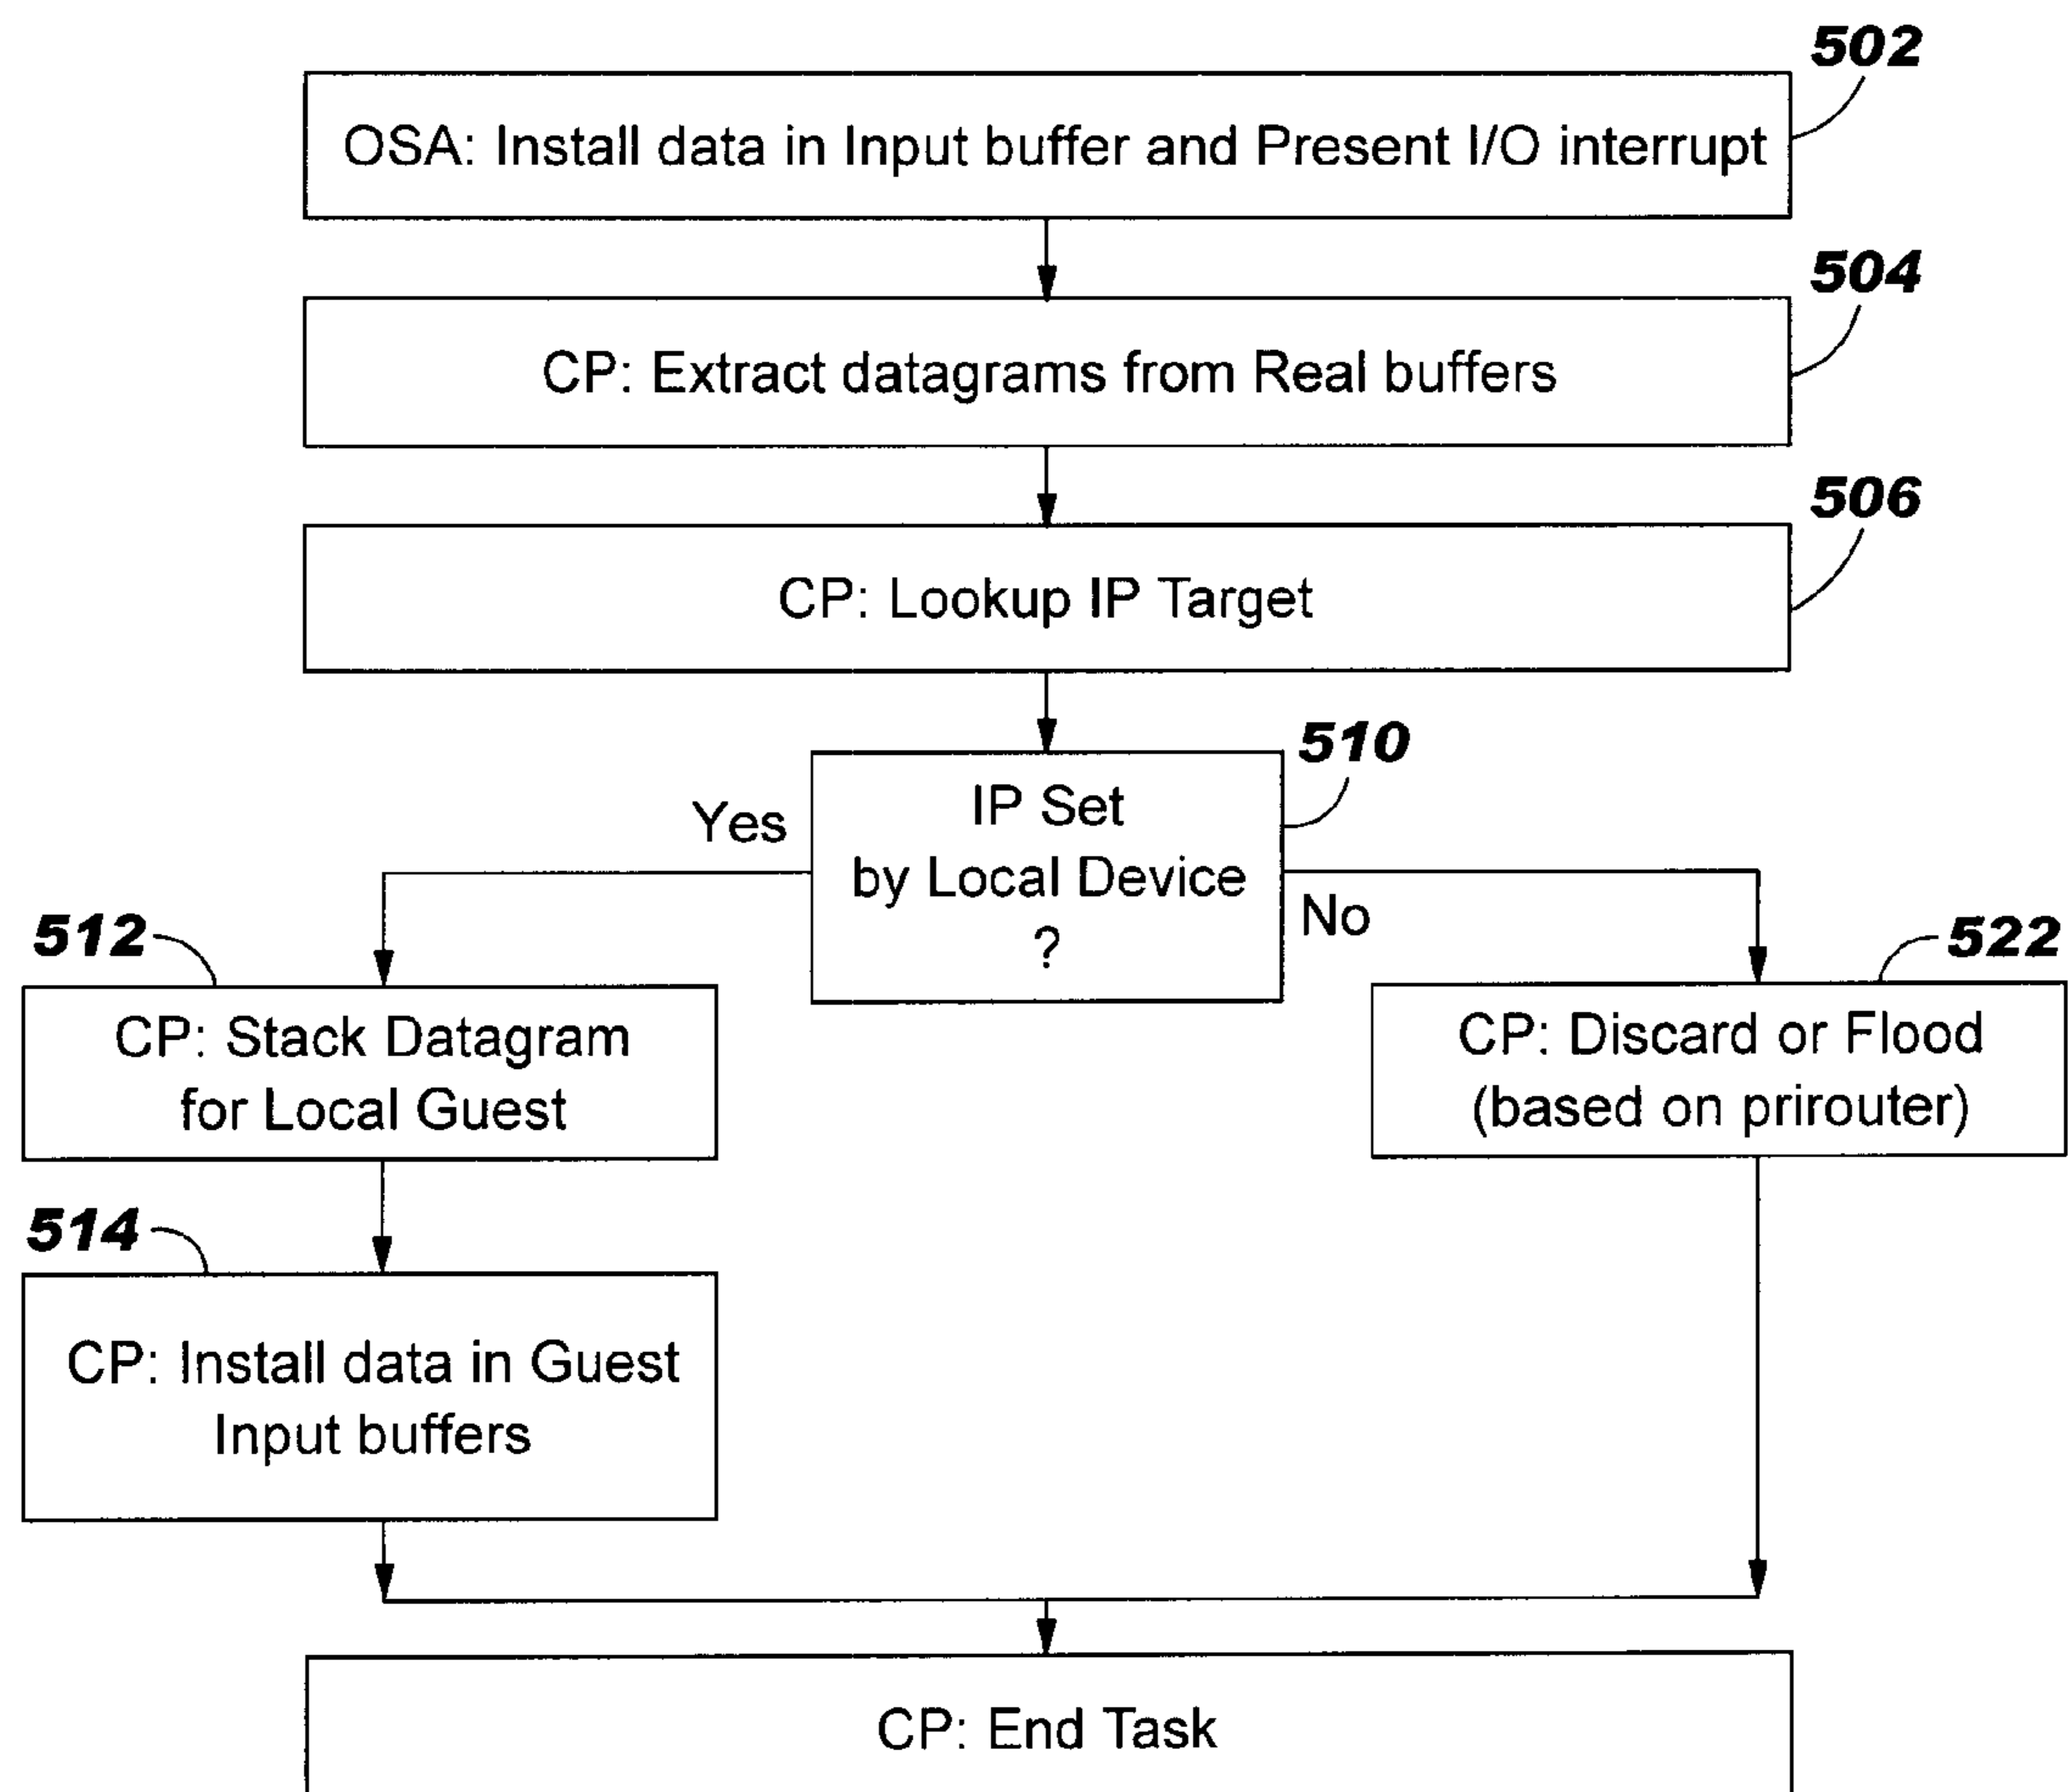 502
OSA: Install data in Input buffer and Present I/O interrupt
504
CP: Extract datagrams from Real buffers
506
CP: Lookup IP Target
510
IP Set
by Local Device
?
Yes
No
512
CP: Stack Datagram
for Local Guest
522
CP: Discard or Flood
(based on prirouter)
514
CP: Install data in Guest
Input buffers
CP: End Task